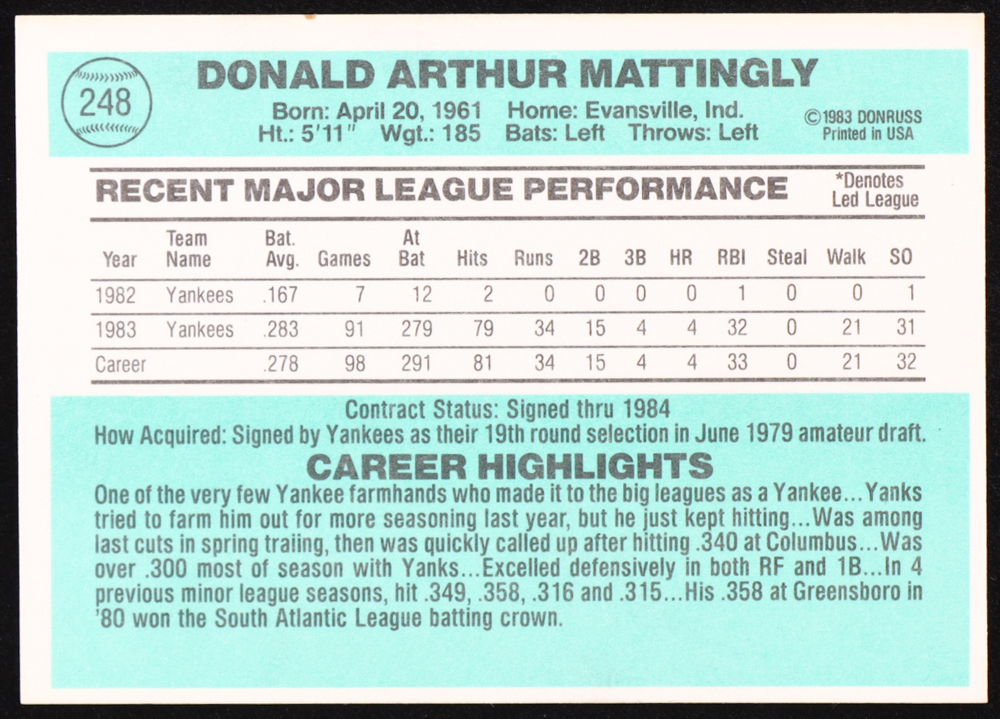 248
DONALD ARTHUR MATTINGLY
Born: April 20, 1961 Home: Evansville, Ind.
Ht.: 5'11" Wgt.: 185 Bats: Left Throws: Left
©1983 DONRUSS
Printed in USA
RECENT MAJOR LEAGUE PERFORMANCE
*Denotes
Led League
Year Team Name Bat. Avg. Games At Bat Hits Runs 2B 3B HR RBI Steal Walk SO
1982 Yankees .167 7 12 2 0 0 0 0 1 0 0 1
1983 Yankees .283 91 279 79 34 15 4 4 32 0 21 31
Career .278 98 291 81 34 15 4 4 33 0 21 32
Contract Status: Signed thru 1984
How Acquired: Signed by Yankees as their 19th round selection in June 1979 amateur draft.
CAREER HIGHLIGHTS
One of the very few Yankee farmhands who made it to the big leagues as a Yankee...Yanks
tried to farm him out for more seasoning last year, but he just kept hitting...Was among
last cuts in spring traiing, then was quickly called up after hitting .340 at Columbus...Was
over .300 most of season with Yanks...Excelled defensively in both RF and 1B...In 4
previous minor league seasons, hit .349, .358, .316 and .315...His .358 at Greensboro in
'80 won the South Atlantic League batting crown.